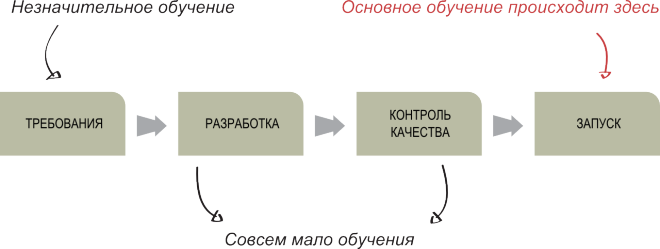 Незначительное обучение
Основное обучение происходит здесь
ТРЕБОВАНИЯ
РАЗРАБОТКА
КОНТРОЛЬ
КАЧЕСТВА
ЗАПУСК
Совсем мало обучения